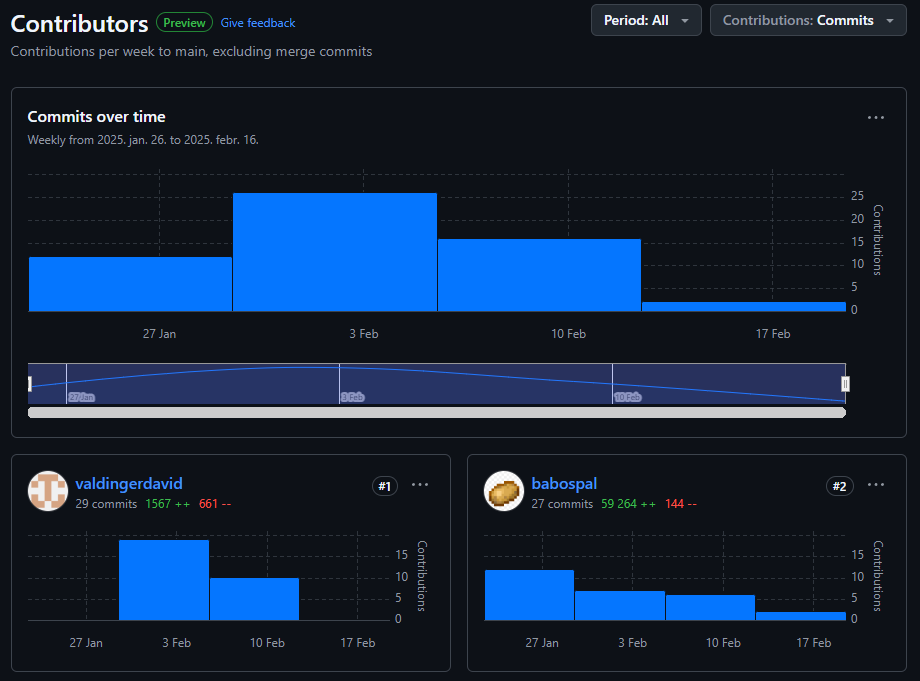 Contributors Preview Give feedback
Period: All
Contributions: Commits
Contributions per week to main, excluding merge commits
Commits over time
Weekly from 2025. jan. 26. to 2025. febr. 16.
25
20
15
10
5
0
Contributions
27 Jan 3 Feb 10 Feb 17 Feb
27 Jan 3 Feb 10 Feb
valdingerdavid #1
29 commits 1567 ++ 661 --
15
10
5
0
Contributions
27 Jan 3 Feb 10 Feb 17 Feb
babospal #2
27 commits 59 264 ++ 144 --
15
10
5
0
Contributions
27 Jan 3 Feb 10 Feb 17 Feb